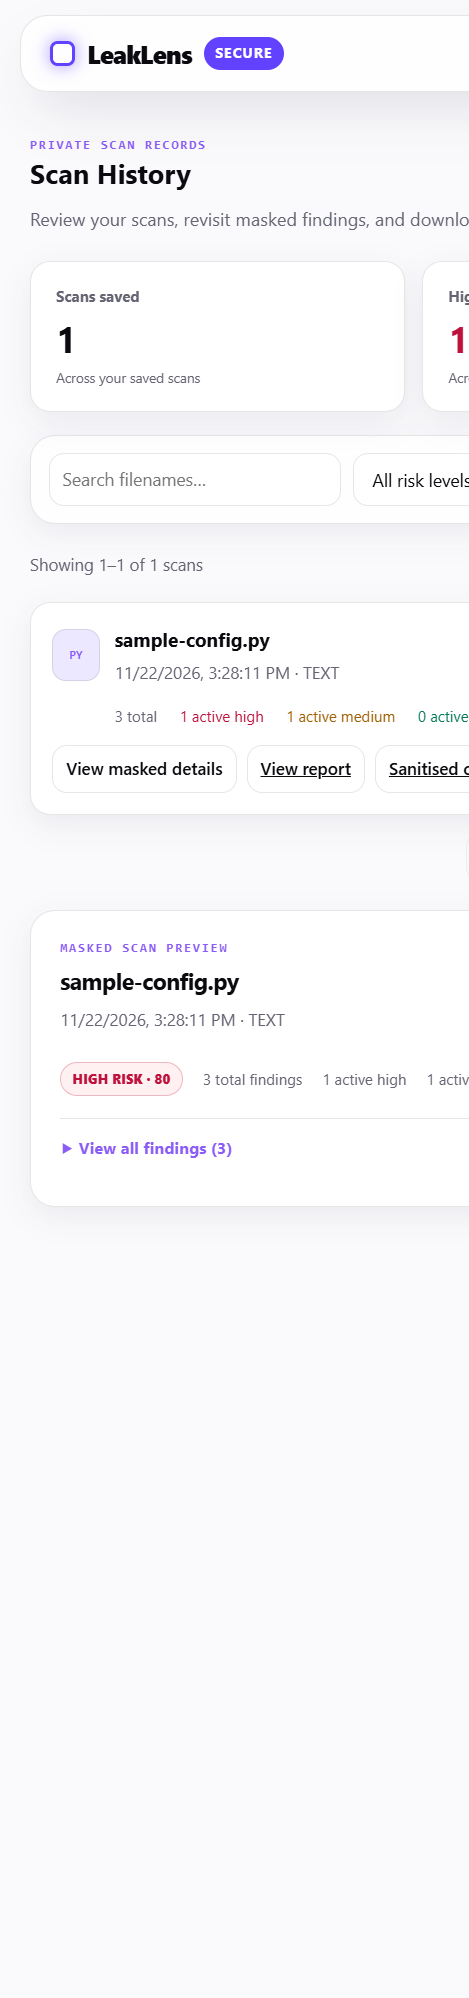 LeakLens SECURE
PRIVATE SCAN RECORDS
Scan History
Review your scans, revisit masked findings, and downlo
Scans saved
1
Across your saved scans
Hig
1
Acr
Search filenames...
All risk levels
Showing 1–1 of 1 scans
PY
sample-config.py
11/22/2026, 3:28:11 PM · TEXT
3 total 1 active high 1 active medium 0 active
View masked details View report Sanitised c
MASKED SCAN PREVIEW
sample-config.py
11/22/2026, 3:28:11 PM · TEXT
HIGH RISK · 80 3 total findings 1 active high 1 activ
▶ View all findings (3)